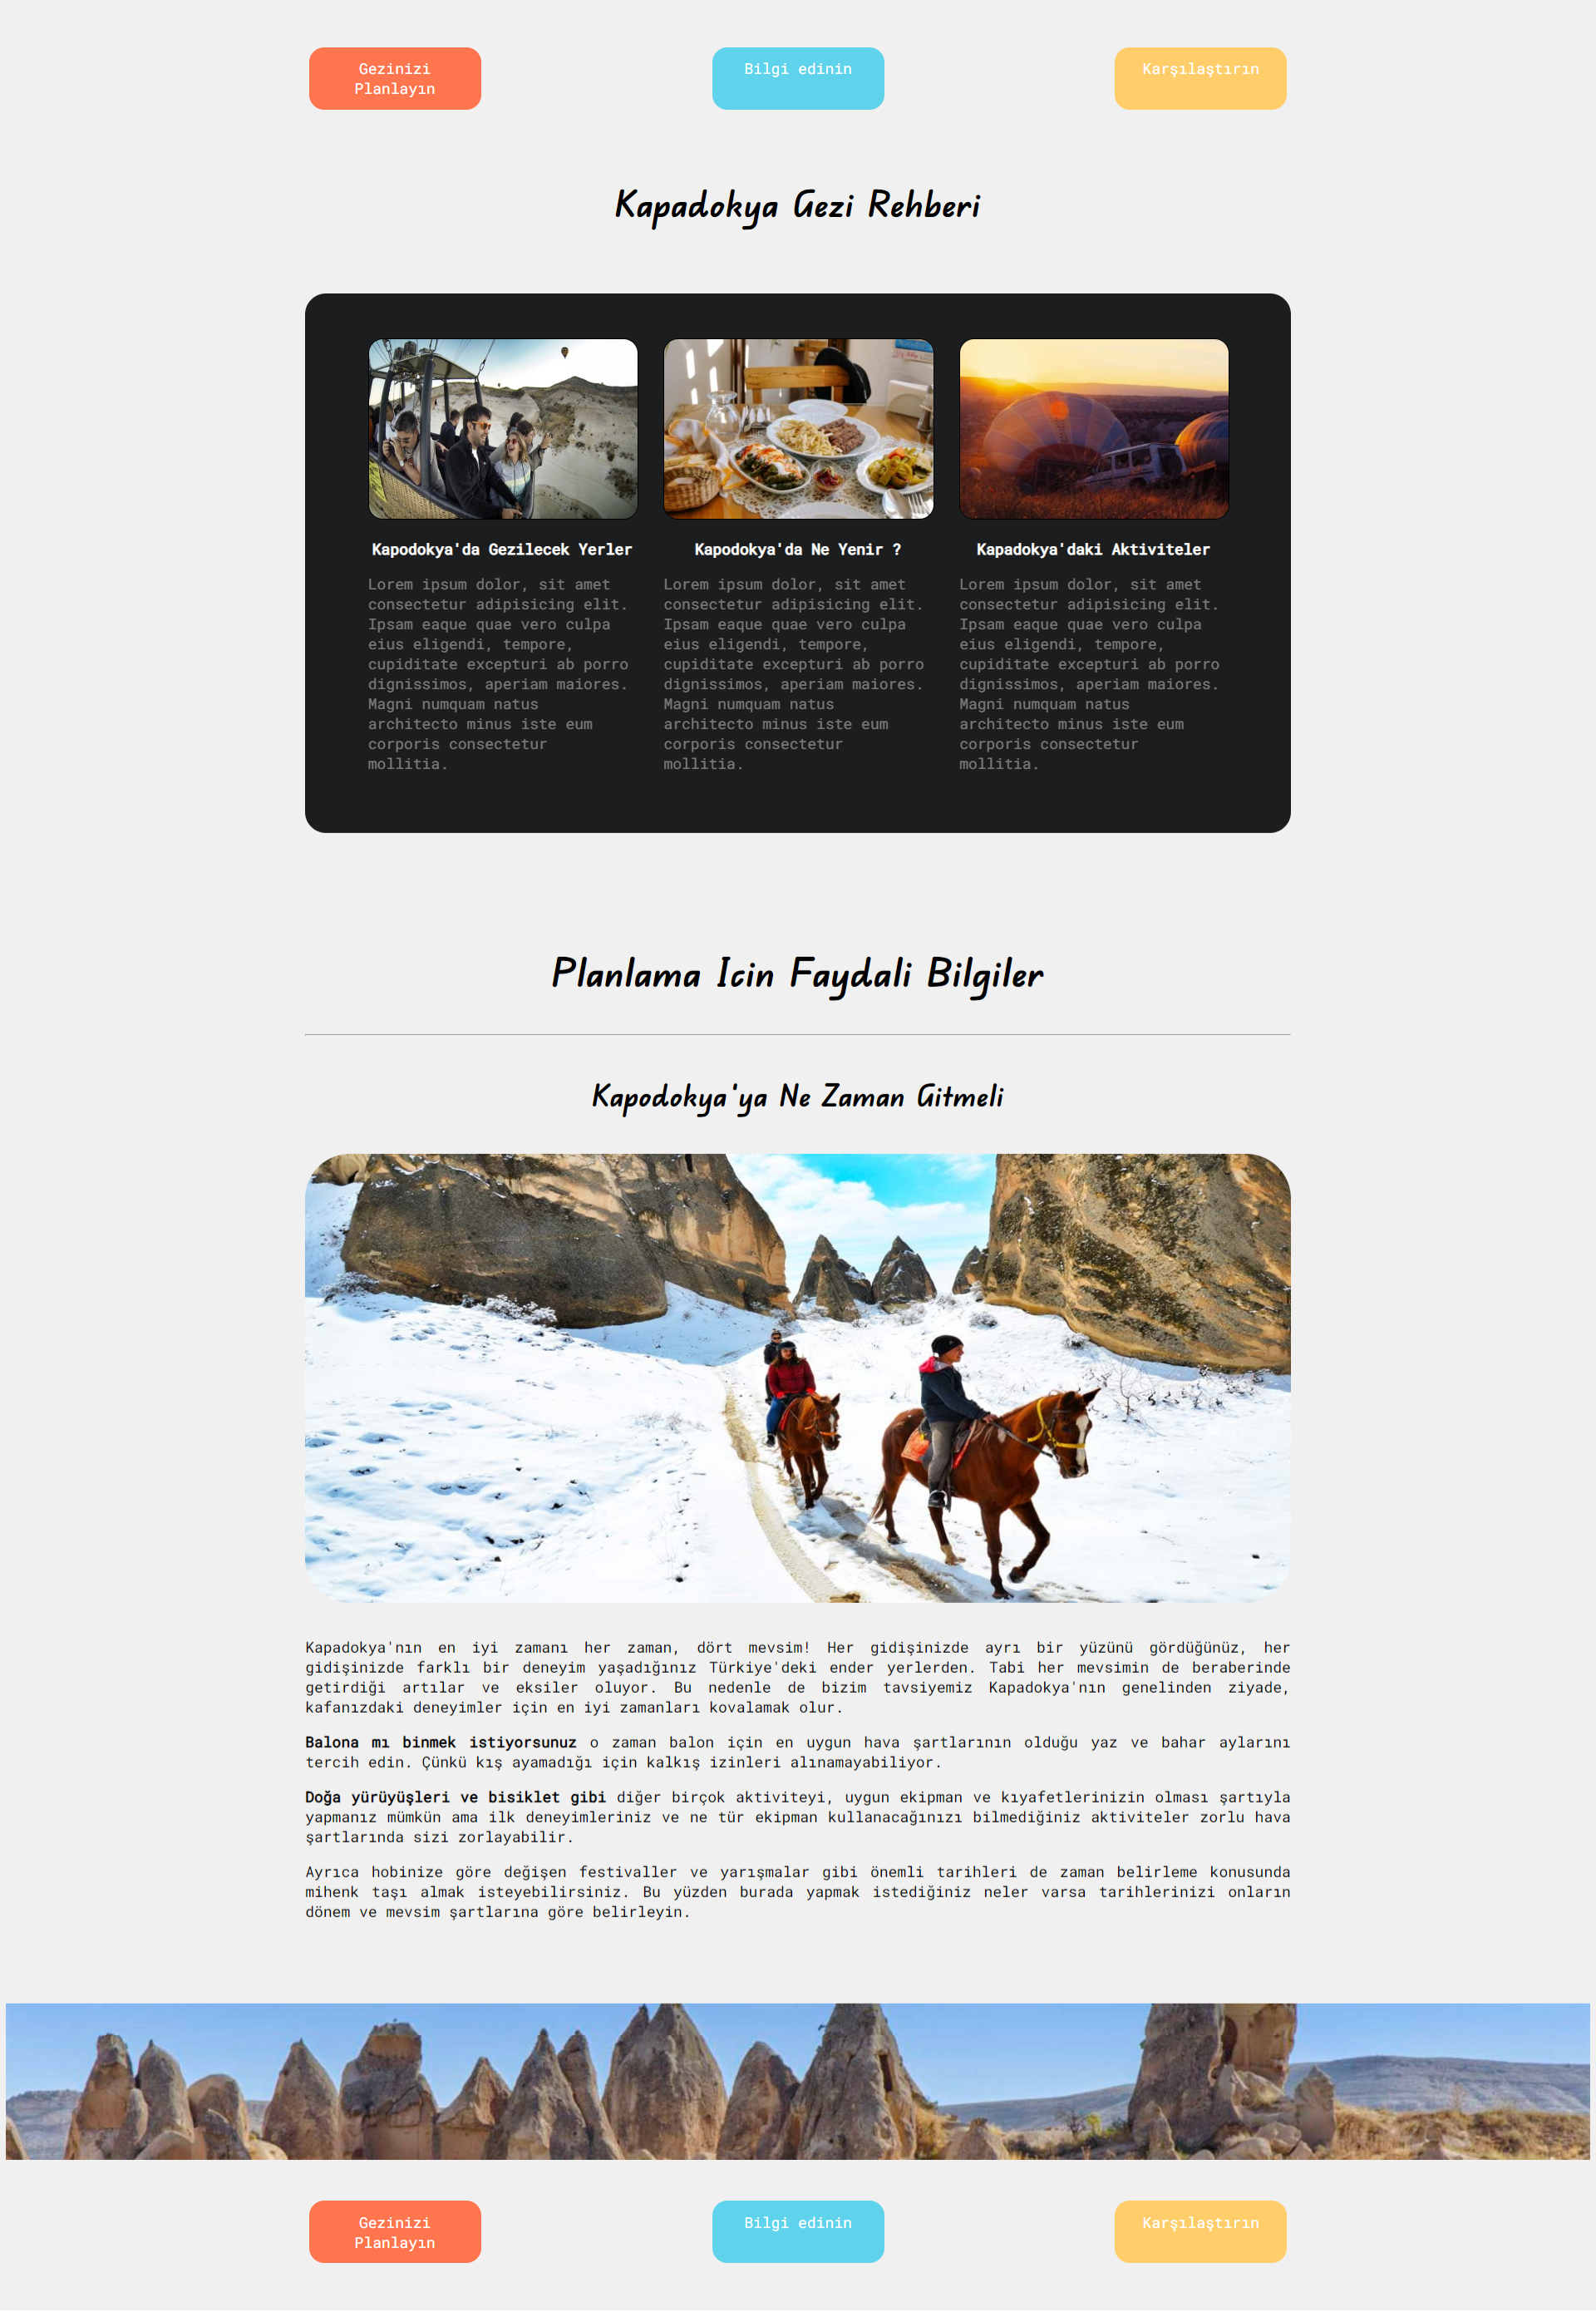 Gezinizi
Planlayın
Bilgi edinin
Karşılaştırın
Kapadokya Gezi Rehberi
Kapodokya'da Gezilecek Yerler
Lorem ipsum dolor, sit amet
consectetur adipisicing elit.
Ipsam eaque quae vero culpa
eius eligendi, tempore,
cupiditate excepturi ab porro
dignissimos, aperiam maiores.
Magni numquam natus
architecto minus iste eum
corporis consectetur
mollitia.
Kapodokya'da Ne Yenir ?
Lorem ipsum dolor, sit amet
consectetur adipisicing elit.
Ipsam eaque quae vero culpa
eius eligendi, tempore,
cupiditate excepturi ab porro
dignissimos, aperiam maiores.
Magni numquam natus
architecto minus iste eum
corporis consectetur
mollitia.
Kapadokya'daki Aktiviteler
Lorem ipsum dolor, sit amet
consectetur adipisicing elit.
Ipsam eaque quae vero culpa
eius eligendi, tempore,
cupiditate excepturi ab porro
dignissimos, aperiam maiores.
Magni numquam natus
architecto minus iste eum
corporis consectetur
mollitia.
Planlama Icin Faydali Bilgiler
Kapodokya'ya Ne Zaman Gitmeli
Kapadokya'nın en iyi zamanı her zaman, dört mevsim! Her gidişinizde ayrı bir yüzünü gördüğünüz, her
gidişinizde farklı bir deneyim yaşadığınız Türkiye'deki ender yerlerden. Tabi her mevsimin de beraberinde
getirdiği artılar ve eksiler oluyor. Bu nedenle de bizim tavsiyemiz Kapadokya'nın genelinden ziyade,
kafanızdaki deneyimler için en iyi zamanları kovalamak olur.
Balona mı binmek istiyorsunuz o zaman balon için en uygun hava şartlarının olduğu yaz ve bahar aylarını
tercih edin. Çünkü kış ayamadığı için kalkış izinleri alınamayabiliyor.
Doğa yürüyüşleri ve bisiklet gibi diğer birçok aktiviteyi, uygun ekipman ve kıyafetlerinizin olması şartıyla
yapmanız mümkün ama ilk deneyimleriniz ve ne tür ekipman kullanacağınızı bilmediğiniz aktiviteler zorlu hava
şartlarında sizi zorlayabilir.
Ayrıca hobinize göre değişen festivaller ve yarışmalar gibi önemli tarihleri de zaman belirleme konusunda
mihenk taşı almak isteyebilirsiniz. Bu yüzden burada yapmak istediğiniz neler varsa tarihlerinizi onların
dönem ve mevsim şartlarına göre belirleyin.
Gezinizi
Planlayın
Bilgi edinin
Karşılaştırın